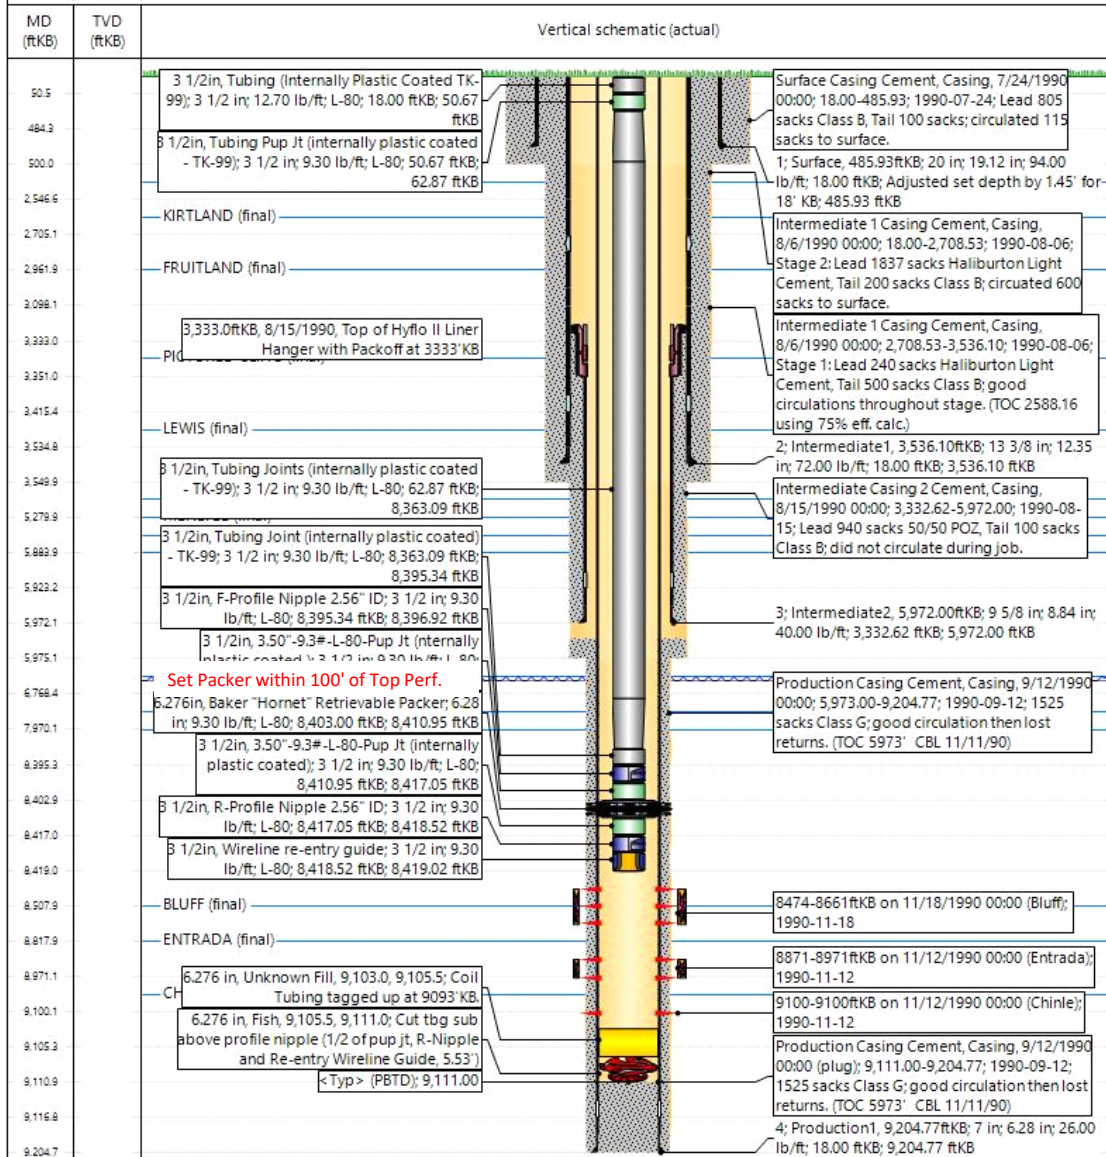 MD
(ftKB)
TVD
(ftKB)
Vertical schematic (actual)
50.5
484.3
500.0
2,546.6
2,705.1
2,961.9
3,098.1
3,333.0
3,351.0
3,415.4
3,534.8
3,549.9
5,279.9
5,883.9
5,923.2
5,972.1
5,975.1
6,768.4
7,970.1
8,395.3
8,402.9
8,417.0
8,419.0
8,507.9
8,817.9
8,971.1
9,100.1
9,105.3
9,110.9
9,116.8
9,204.7
3 1/2in, Tubing (Internally Plastic Coated TK-
99); 3 1/2 in; 12.70 lb/ft; L-80; 18.00 ftKB; 50.67
ftKB
3 1/2in, Tubing Pup Jt (internally plastic coated
- TK-99); 3 1/2 in; 9.30 lb/ft; L-80; 50.67 ftKB;
62.87 ftKB
KIRTLAND (final)
FRUITLAND (final)
3,333.0ftKB, 8/15/1990, Top of Hyflo II Liner
Hanger with Packoff at 3333'KB
LEWIS (final)
3 1/2in, Tubing Joints (internally plastic coated
- TK-99); 3 1/2 in; 9.30 lb/ft; L-80; 62.87 ftKB;
8,363.09 ftKB
3 1/2in, Tubing Joint (internally plastic coated)
- TK-99; 3 1/2 in; 9.30 lb/ft; L-80; 8,363.09 ftKB;
8,395.34 ftKB
3 1/2in, F-Profile Nipple 2.56" ID; 3 1/2 in; 9.30
lb/ft; L-80; 8,395.34 ftKB; 8,396.92 ftKB
3 1/2in, 3.50"-9.3#-L-80-Pup Jt (internally
plastic coated ); 3 1/2 in; 9.30 lb/ft; L-80;
Set Packer within 100' of Top Perf.
6.276in, Baker "Hornet" Retrievable Packer; 6.28
in; 9.30 lb/ft; L-80; 8,403.00 ftKB; 8,410.95 ftKB
3 1/2in, 3.50"-9.3#-L-80-Pup Jt (internally
plastic coated); 3 1/2 in; 9.30 lb/ft; L-80;
8,410.95 ftKB; 8,417.05 ftKB
3 1/2in, R-Profile Nipple 2.56" ID; 3 1/2 in; 9.30
lb/ft; L-80; 8,417.05 ftKB; 8,418.52 ftKB
3 1/2in, Wireline re-entry guide; 3 1/2 in; 9.30
lb/ft; L-80; 8,418.52 ftKB; 8,419.02 ftKB
BLUFF (final)
ENTRADA (final)
CH
6.276 in, Unknown Fill, 9,103.0, 9,105.5; Coil
Tubing tagged up at 9093'KB.
6.276 in, Fish, 9,105.5, 9,111.0; Cut tbg sub
above profile nipple (1/2 of pup jt, R-Nipple
and Re-entry Wireline Guide, 5.53')
<Typ> (PBTD); 9,111.00
Surface Casing Cement, Casing, 7/24/1990
00:00; 18.00-485.93; 1990-07-24; Lead 805
sacks Class B, Tail 100 sacks; circulated 115
sacks to surface.
1; Surface, 485.93ftKB; 20 in; 19.12 in; 94.00
lb/ft; 18.00 ftKB; Adjusted set depth by 1.45' for
18' KB; 485.93 ftKB
Intermediate 1 Casing Cement, Casing,
8/6/1990 00:00; 18.00-2,708.53; 1990-08-06;
Stage 2: Lead 1837 sacks Haliburton Light
Cement, Tail 200 sacks Class B; circuated 600
sacks to surface.
Intermediate 1 Casing Cement, Casing,
8/6/1990 00:00; 2,708.53-3,536.10; 1990-08-06;
Stage 1: Lead 240 sacks Haliburton Light
Cement, Tail 500 sacks Class B; good
circulations throughout stage. (TOC 2588.16
using 75% eff. calc.)
2; Intermediate1, 3,536.10ftKB; 13 3/8 in; 12.35
in; 72.00 lb/ft; 18.00 ftKB; 3,536.10 ftKB
Intermediate Casing 2 Cement, Casing,
8/15/1990 00:00; 3,332.62-5,972.00; 1990-08-
15; Lead 940 sacks 50/50 POZ, Tail 100 sacks
Class B; did not circulate during job.
3; Intermediate2, 5,972.00ftKB; 9 5/8 in; 8.84 in;
40.00 lb/ft; 3,332.62 ftKB; 5,972.00 ftKB
Production Casing Cement, Casing, 9/12/1990
00:00; 5,973.00-9,204.77; 1990-09-12; 1525
sacks Class G; good circulation then lost
returns. (TOC 5973' CBL 11/11/90)
8474-8661ftKB on 11/18/1990 00:00 (Bluff);
1990-11-18
8871-8971ftKB on 11/12/1990 00:00 (Entrada);
1990-11-12
9100-9100ftKB on 11/12/1990 00:00 (Chinle);
1990-11-12
Production Casing Cement, Casing, 9/12/1990
00:00 (plug); 9,111.00-9,204.77; 1990-09-12;
1525 sacks Class G; good circulation then lost
returns. (TOC 5973' CBL 11/11/90)
4; Production1, 9,204.77ftKB; 7 in; 6.28 in; 26.00
lb/ft; 18.00 ftKB; 9,204.77 ftKB